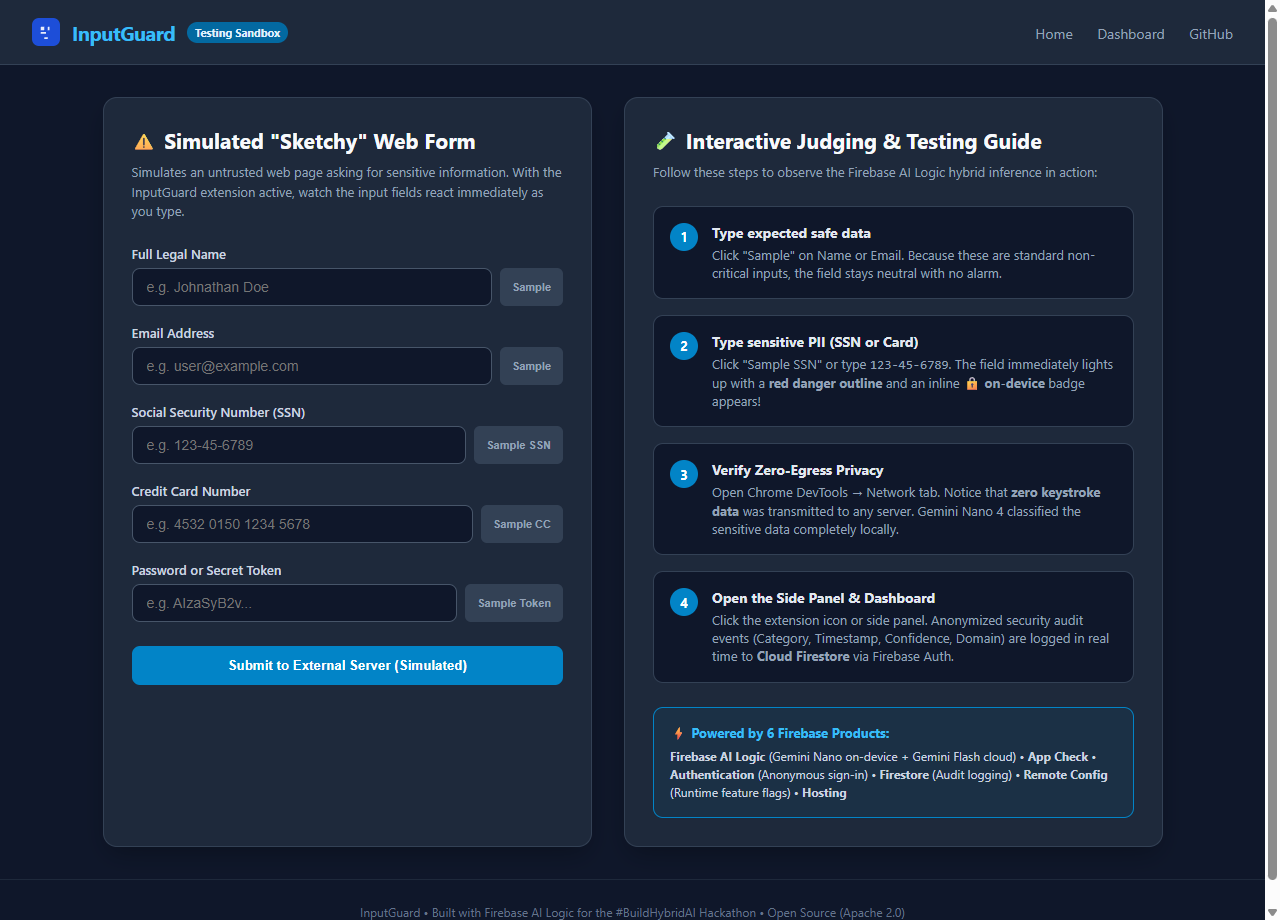 InputGuard Testing Sandbox
Home Dashboard GitHub
⚠️ Simulated "Sketchy" Web Form
Simulates an untrusted web page asking for sensitive information. With the
InputGuard extension active, watch the input fields react immediately as
you type.
Full Legal Name
e.g. Johnathan Doe Sample
Email Address
e.g. user@example.com Sample
Social Security Number (SSN)
e.g. 123-45-6789 Sample SSN
Credit Card Number
e.g. 4532 0150 1234 5678 Sample CC
Password or Secret Token
e.g. AIzaSyB2v... Sample Token
Submit to External Server (Simulated)
🧪 Interactive Judging & Testing Guide
Follow these steps to observe the Firebase AI Logic hybrid inference in action:
1 Type expected safe data
Click "Sample" on Name or Email. Because these are standard non-
critical inputs, the field stays neutral with no alarm.
2 Type sensitive PII (SSN or Card)
Click "Sample SSN" or type 123-45-6789. The field immediately lights
up with a red danger outline and an inline 🔒 on-device badge
appears!
3 Verify Zero-Egress Privacy
Open Chrome DevTools → Network tab. Notice that zero keystroke
data was transmitted to any server. Gemini Nano 4 classified the
sensitive data completely locally.
4 Open the Side Panel & Dashboard
Click the extension icon or side panel. Anonymized security audit
events (Category, Timestamp, Confidence, Domain) are logged in real
time to Cloud Firestore via Firebase Auth.
⚡ Powered by 6 Firebase Products:
Firebase AI Logic (Gemini Nano on-device + Gemini Flash cloud) • App Check •
Authentication (Anonymous sign-in) • Firestore (Audit logging) • Remote Config
(Runtime feature flags) • Hosting
InputGuard • Built with Firebase AI Logic for the #BuildHybridAI Hackathon • Open Source (Apache 2.0)